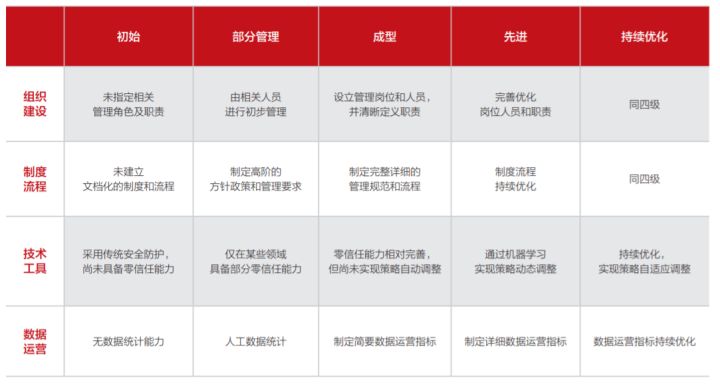 初始 部分管理 成型 先进 持续优化
组织
建设
未指定相关
管理角色及职责
由相关人员
进行初步管理
设立管理岗位和人员，
并清晰定义职责
完善优化
岗位人员和职责
同四级
制度
流程
未建立
文档化的制度和流程
制定高阶的
方针政策和管理要求
制定完整详细的
管理规范和流程
制度流程
持续优化
同四级
技术
工具
采用传统安全防护，
尚未具备零信任能力
仅在某些领域
具备部分零信任能力
零信任能力相对完善，
但尚未实现策略自动调整
通过机器学习
实现策略动态调整
持续优化，
实现策略自适应调整
数据
运营
无数据统计能力
人工数据统计
制定简要数据运营指标
制定详细数据运营指标
数据运营指标持续优化